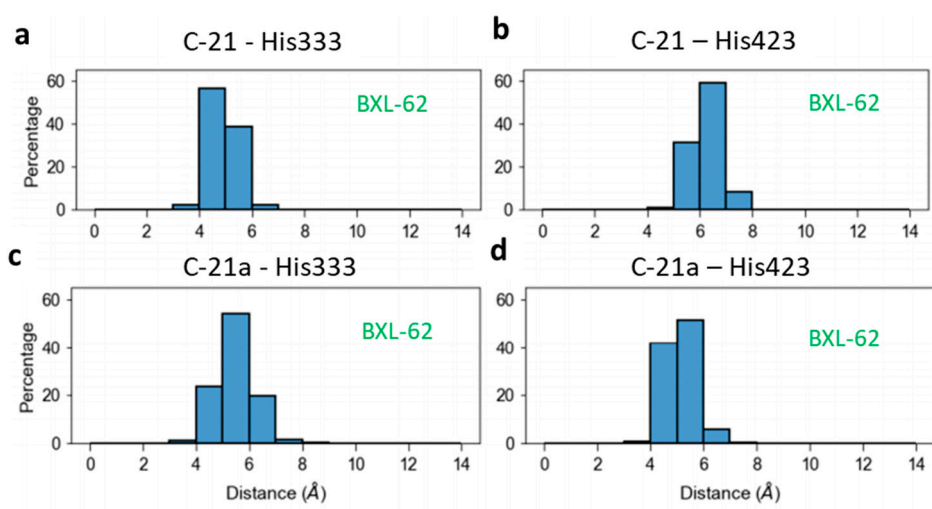 a
C-21 - His333
60
40
20
0
Percentage
BXL-62
0 2 4 6 8 10 12 14
b
C-21 – His423
60
40
20
0
BXL-62
0 2 4 6 8 10 12 14
c
C-21a - His333
60
40
20
0
Percentage
BXL-62
0 2 4 6 8 10 12 14
Distance (Å)
d
C-21a – His423
60
40
20
0
BXL-62
0 2 4 6 8 10 12 14
Distance (Å)